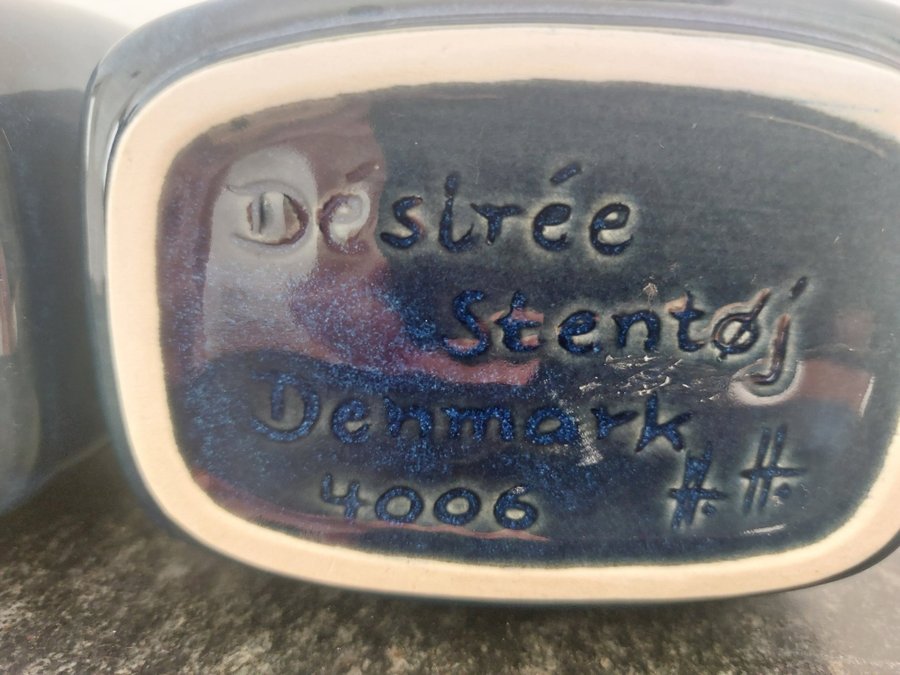 Désirée
Stentøj
Denmark
4006 H.H.